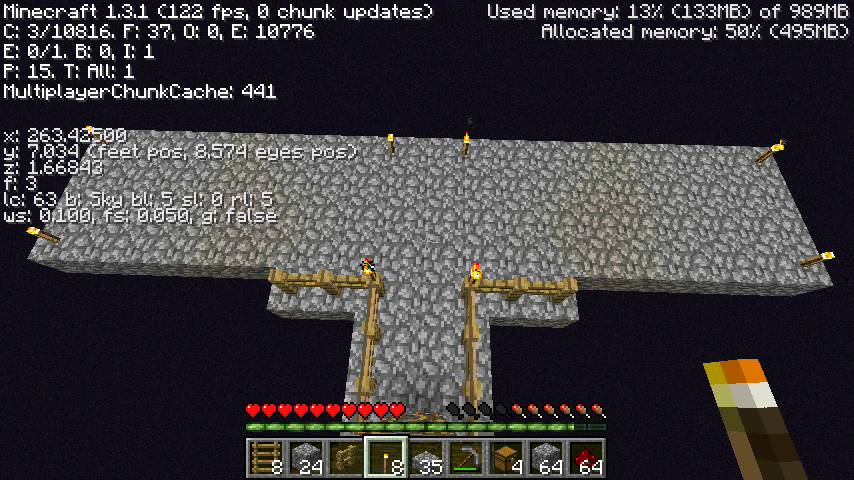 Minecraft 1.3.1 (122 fps, 0 chunk updates)
Used memory: 13% (133MB) of 989MB
C: 3/10816. F: 37, O: 0, E: 10776
Allocated memory: 50% (495MB)
E: 0/1. B: 0, I: 1
P: 15. T: All: 1
MultiplayerChunkCache: 441
x: 263.42500
y: 7.034 (feet pos, 8.574 eyes pos)
z: 1.66843
f: 3
lc: 63 b: Sky bl: 5 sl: 0 rl: 5
ws: 0.100, fs: 0.050, g: false
8 24 8 35 4 64 64